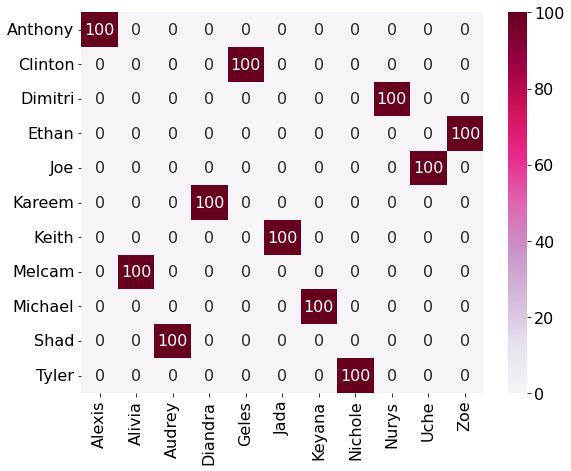 Anthony 100 0 0 0 0 0 0 0 0 0 0
Clinton 0 0 0 0 100 0 0 0 0 0 0
Dimitri 0 0 0 0 0 0 0 0 100 0 0
Ethan 0 0 0 0 0 0 0 0 0 0 100
Joe 0 0 0 0 0 0 0 0 0 100 0
Kareem 0 0 0 100 0 0 0 0 0 0 0
Keith 0 0 0 0 0 100 0 0 0 0 0
Melcam 0 100 0 0 0 0 0 0 0 0 0
Michael 0 0 0 0 0 0 100 0 0 0 0
Shad 0 0 100 0 0 0 0 0 0 0 0
Tyler 0 0 0 0 0 0 0 100 0 0 0
Alexis
Alivia
Audrey
Diandra
Geles
Jada
Keyana
Nichole
Nurys
Uche
Zoe
100
80
60
40
20
0